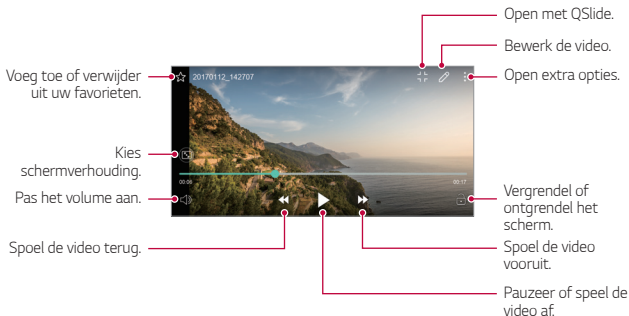 Open met QSlide.
Bewerk de video.
Open extra opties.
Voeg toe of verwijder
uit uw favorieten.
20170112_142707
Kies
schermverhouding.
00:06
00:17
Pas het volume aan.
Vergrendel of
ontgrendel het
scherm.
Spoel de video terug.
Spoel de video
vooruit.
Pauzeer of speel de
video af.